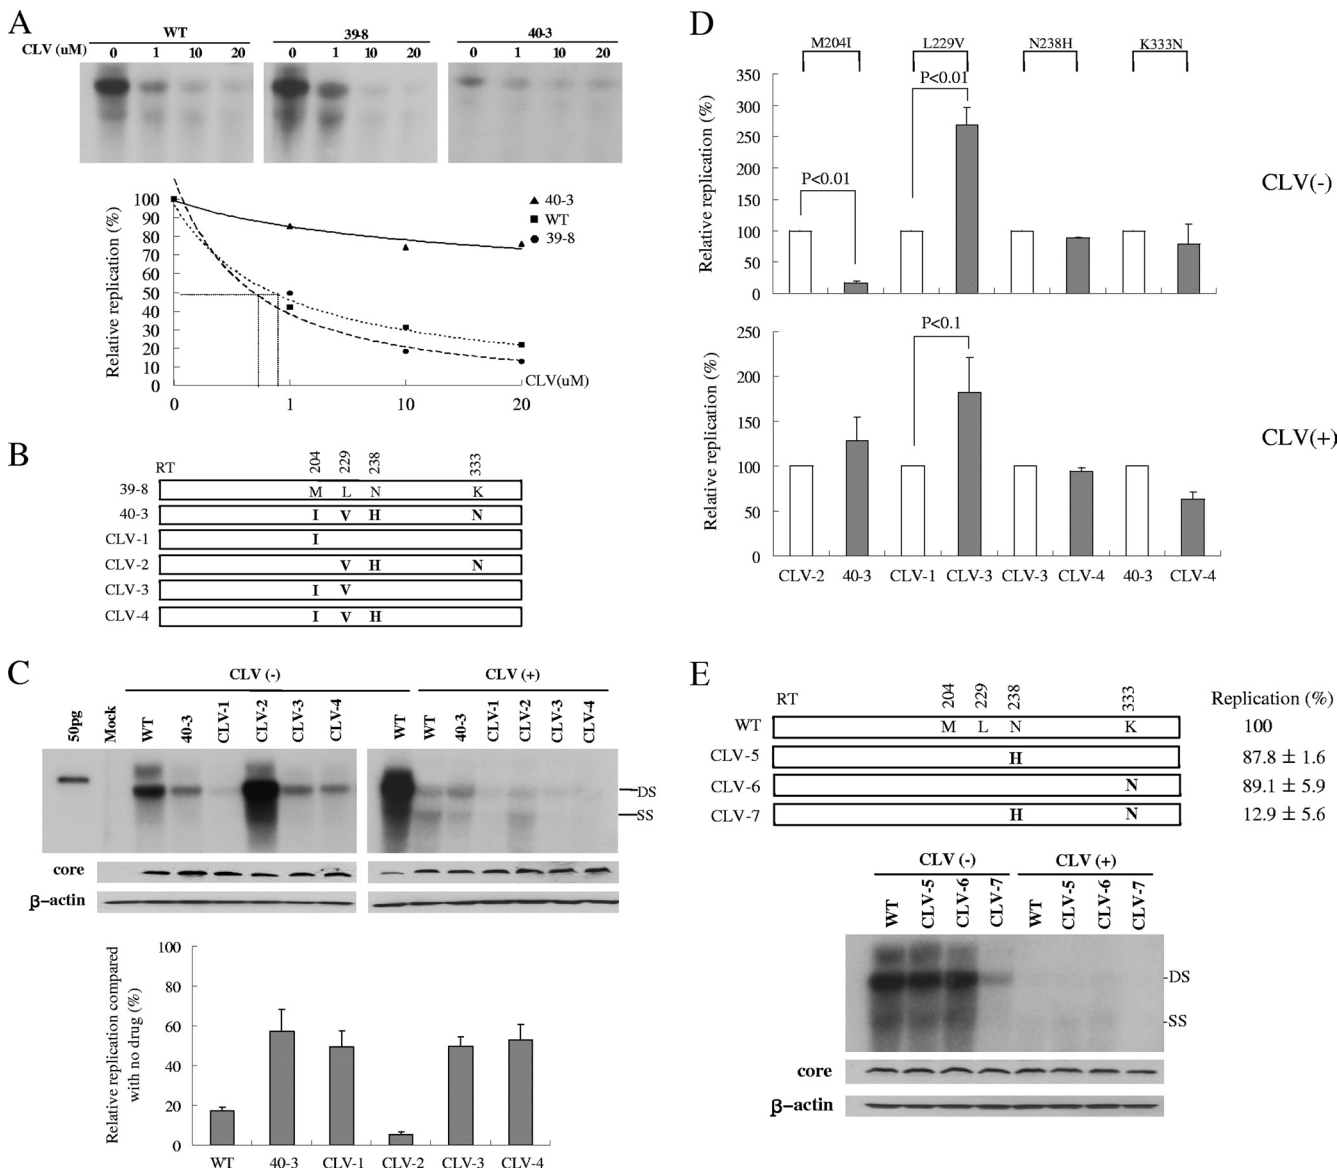 A
WT 39-8 40-3
CLV (uM) 0 1 10 20 0 1 10 20 0 1 10 20
Relative replication (%)
100
90
80
70
60
50
40
30
20
10
0
40-3
WT
39-8
CLV(uM)
0 1 10 20
B
RT 204 229 238 333
39-8 M L N K
40-3 I V H N
CLV-1 I
CLV-2 V H N
CLV-3 I V
CLV-4 I V H
C
CLV (-) CLV (+)
50pg Mock WT 40-3 CLV-1 CLV-2 CLV-3 CLV-4 WT WT 40-3 CLV-1 CLV-2 CLV-3 CLV-4
DS
SS
core
β-actin
Relative replication compared
with no drug (%)
100
80
60
40
20
0
WT 40-3 CLV-1 CLV-2 CLV-3 CLV-4
D
M204I L229V N238H K333N
Relative replication (%)
350
300
250
200
150
100
50
0
P<0.01
P<0.01
CLV(-)
Relative replication (%)
250
200
150
100
50
0
P<0.1
CLV(+)
CLV-2 40-3 CLV-1 CLV-3 CLV-3 CLV-4 40-3 CLV-4
E
RT 204 229 238 333 Replication (%)
WT M L N K 100
CLV-5 H 87.8 ± 1.6
CLV-6 N 89.1 ± 5.9
CLV-7 H N 12.9 ± 5.6
CLV (-) CLV (+)
WT CLV-5 CLV-6 CLV-7 WT CLV-5 CLV-6 CLV-7
-DS
-SS
core
β-actin